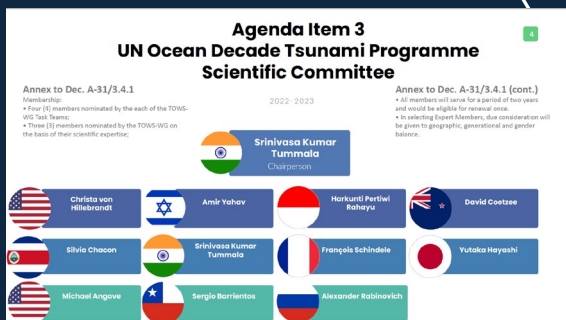 Agenda Item 3
4
UN Ocean Decade Tsunami Programme
Scientific Committee
Annex to Dec. A-31/3.4.1
Membership:
• Four (4) members nominated by the each of the TOWS-
WG Task Teams;
• Three (3) members nominated by the TOWS-WG on
the basis of their scientific expertise;
2022-2023
Annex to Dec. A-31/3.4.1 (cont.)
• All members will serve for a period of two years
and would be eligible for renewal once.
• In selecting Expert Members, due consideration will
be given to geographic, generational and gender
balance.
Srinivasa Kumar
Tummala
Chairperson
Christa von
Hillebrandt
Amir Yahav
Harkunti Pertiwi
Rahayu
David Coetzee
Silvia Chacon
Srinivasa Kumar
Tummala
François Schindele
Yutaka Hayashi
Michael Angove
Sergio Barrientos
Alexander Rabinovich